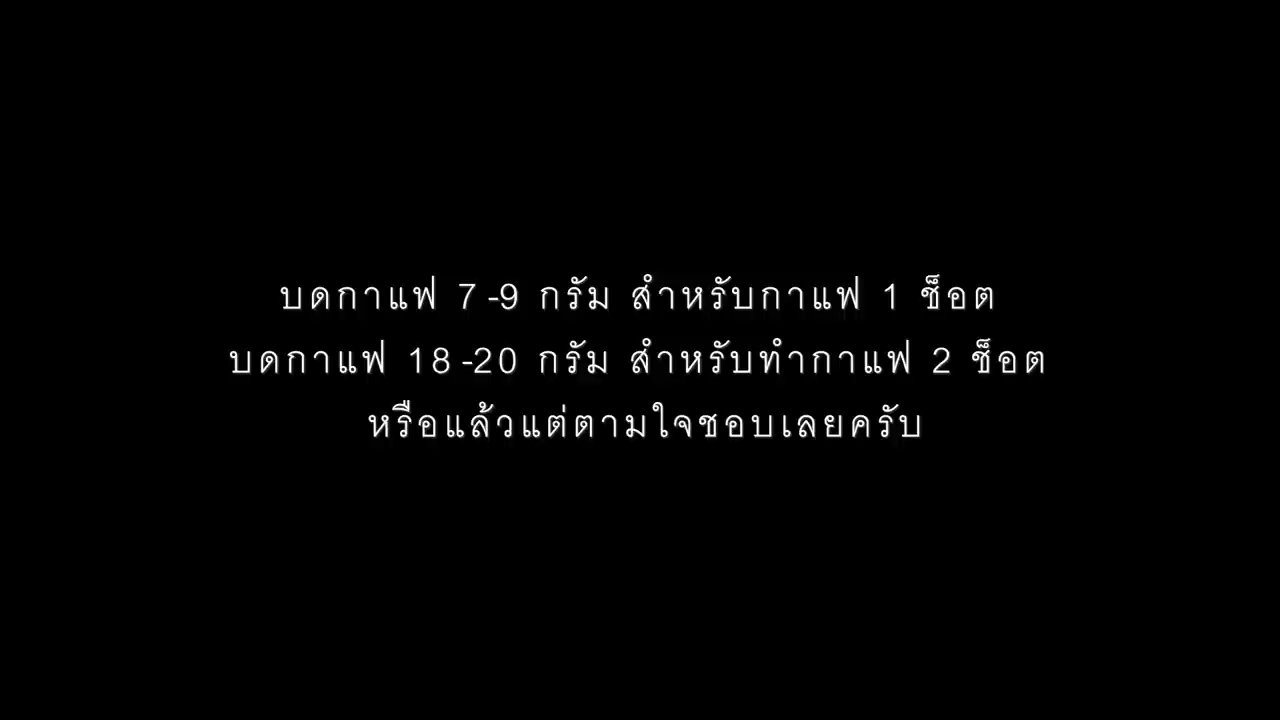 บดกาแฟ 7-9 กรัม สำหรับกาแฟ 1 ช็อต
บดกาแฟ 18-20 กรัม สำหรับทำกาแฟ 2 ช็อต
หรือแล้วแต่ตามใจชอบเลยครับ